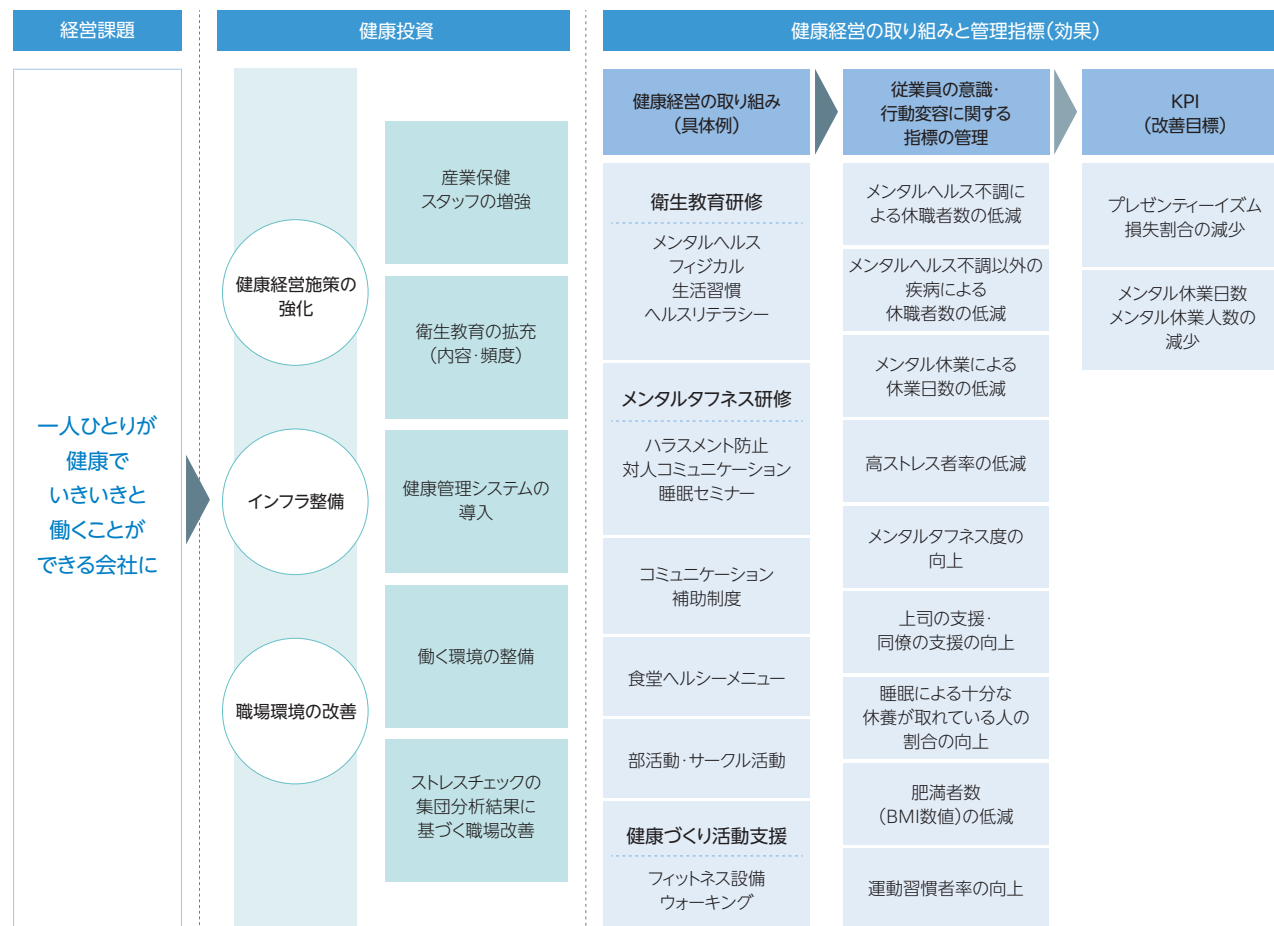 経営課題
健康投資
健康経営の取り組みと管理指標(効果)
一人ひとりが
健康で
いきいきと
働くことが
できる会社に
健康経営施策の
強化
インフラ整備
職場環境の改善
産業保健
スタッフの増強
衛生教育の拡充
(内容・頻度)
健康管理システムの
導入
働く環境の整備
ストレスチェックの
集団分析結果に
基づく職場改善
健康経営の取り組み
(具体例)
衛生教育研修
メンタルヘルス
フィジカル
生活習慣
ヘルスリテラシー
メンタルタフネス研修
ハラスメント防止
対人コミュニケーション
睡眠セミナー
コミュニケーション
補助制度
食堂ヘルシーメニュー
部活動・サークル活動
健康づくり活動支援
フィットネス設備
ウォーキング
従業員の意識・
行動変容に関する
指標の管理
メンタルヘルス不調に
よる休職者数の低減
メンタルヘルス不調以外の
疾病による
休職者数の低減
メンタル休業による
休業日数の低減
高ストレス者率の低減
メンタルタフネス度の
向上
上司の支援・
同僚の支援の向上
睡眠による十分な
休養が取れている人の
割合の向上
肥満者数
(BMI数値)の低減
運動習慣者率の向上
KPI
(改善目標)
プレゼンティーイズム
損失割合の減少
メンタル休業日数
メンタル休業人数の
減少